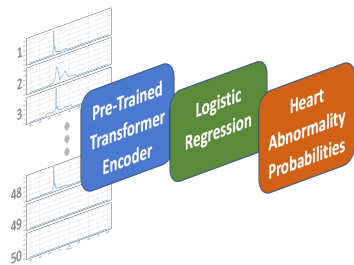 1
2
3
48
49
50
Pre-Trained
Transformer
Encoder
Logistic
Regression
Heart
Abnormality
Probabilities